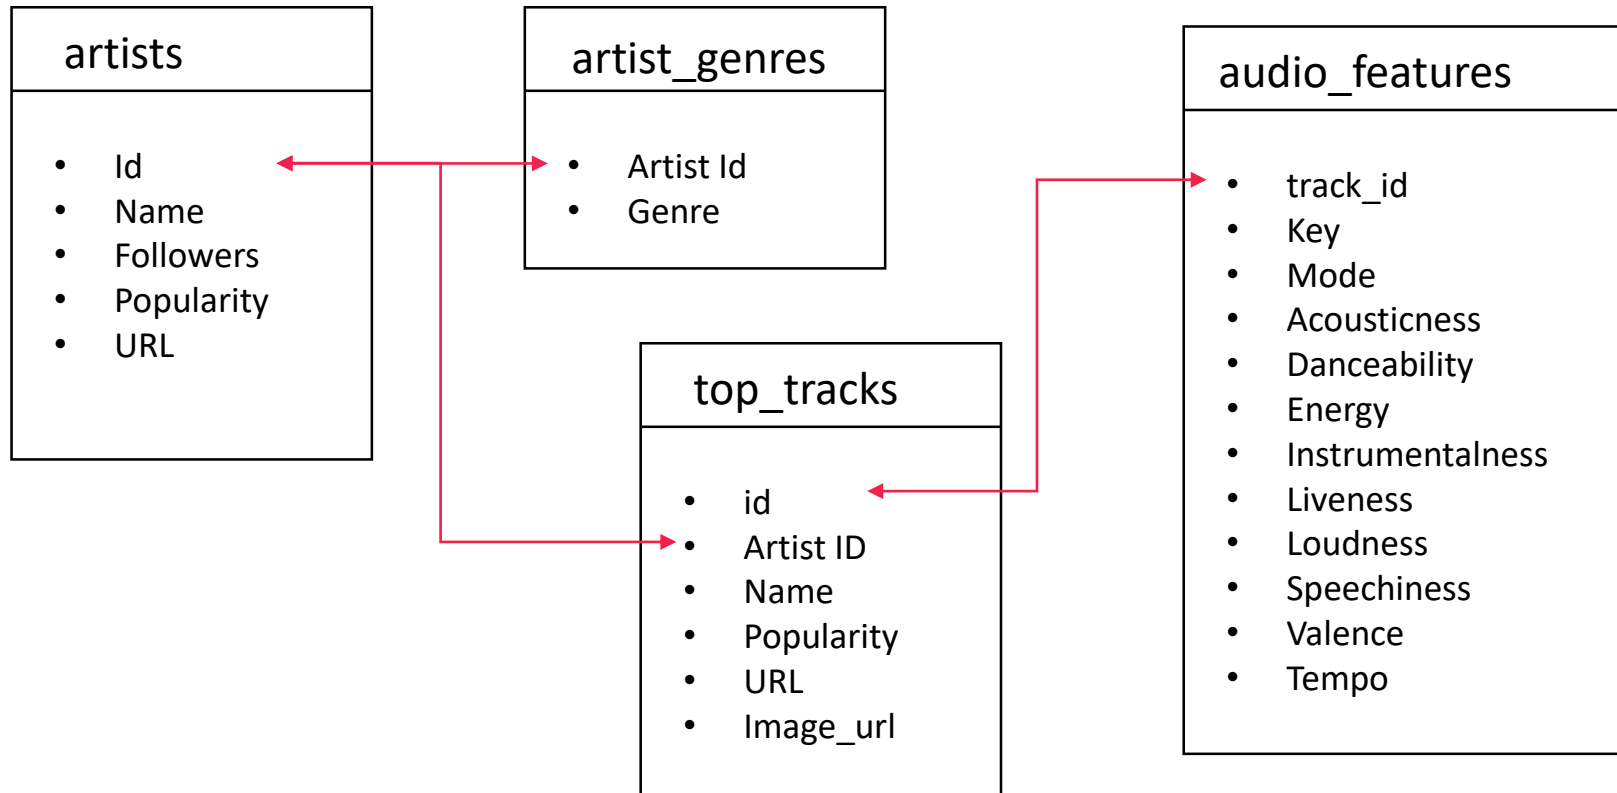 artists
• Id
• Name
• Followers
• Popularity
• URL
artist_genres
• Artist Id
• Genre
top_tracks
• id
• Artist ID
• Name
• Popularity
• URL
• Image_url
audio_features
• track_id
• Key
• Mode
• Acousticness
• Danceability
• Energy
• Instrumentalness
• Liveness
• Loudness
• Speechiness
• Valence
• Tempo